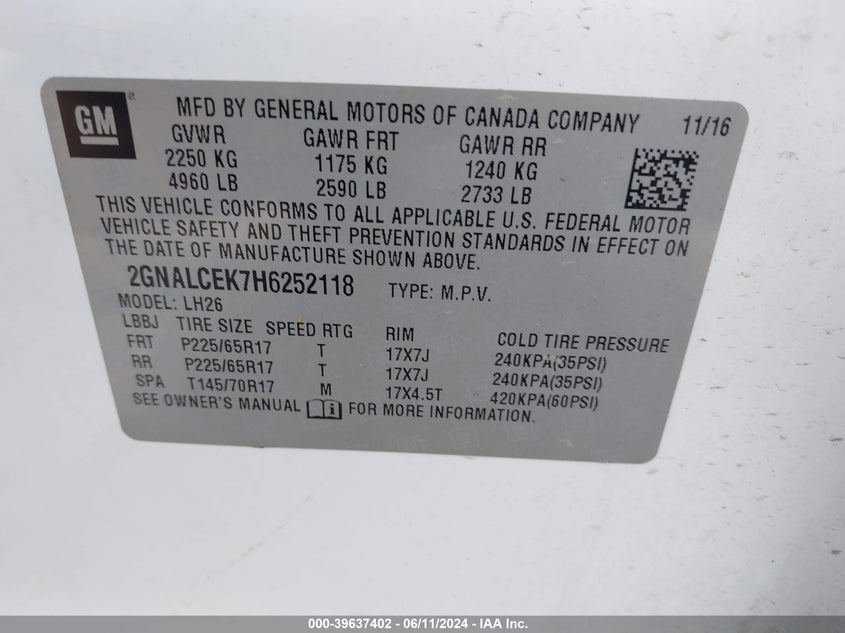 GM
MFD BY GENERAL MOTORS OF CANADA COMPANY 11/16
GVWR GAWR FRT GAWR RR
2250 KG 1175 KG 1240 KG
4960 LB 2590 LB 2733 LB
THIS VEHICLE CONFORMS TO ALL APPLICABLE U.S. FEDERAL MOTOR
VEHICLE SAFETY AND THEFT PREVENTION STANDARDS IN EFFECT ON
THE DATE OF MANUFACTURE SHOWN ABOVE.
2GNALCEK7H6252118 TYPE: M.P.V.
MODEL: LH26
LBBJ TIRE SIZE SPEED RTG RIM COLD TIRE PRESSURE
FRT P225/65R17 T 17X7J 240KPA(35PSI)
RR P225/65R17 T 17X7J 240KPA(35PSI)
SPA T145/70R17 M 17X4.5T 420KPA(60PSI)
SEE OWNER'S MANUAL FOR MORE INFORMATION.
000-39637402 - 06/11/2024 - IAA Inc.